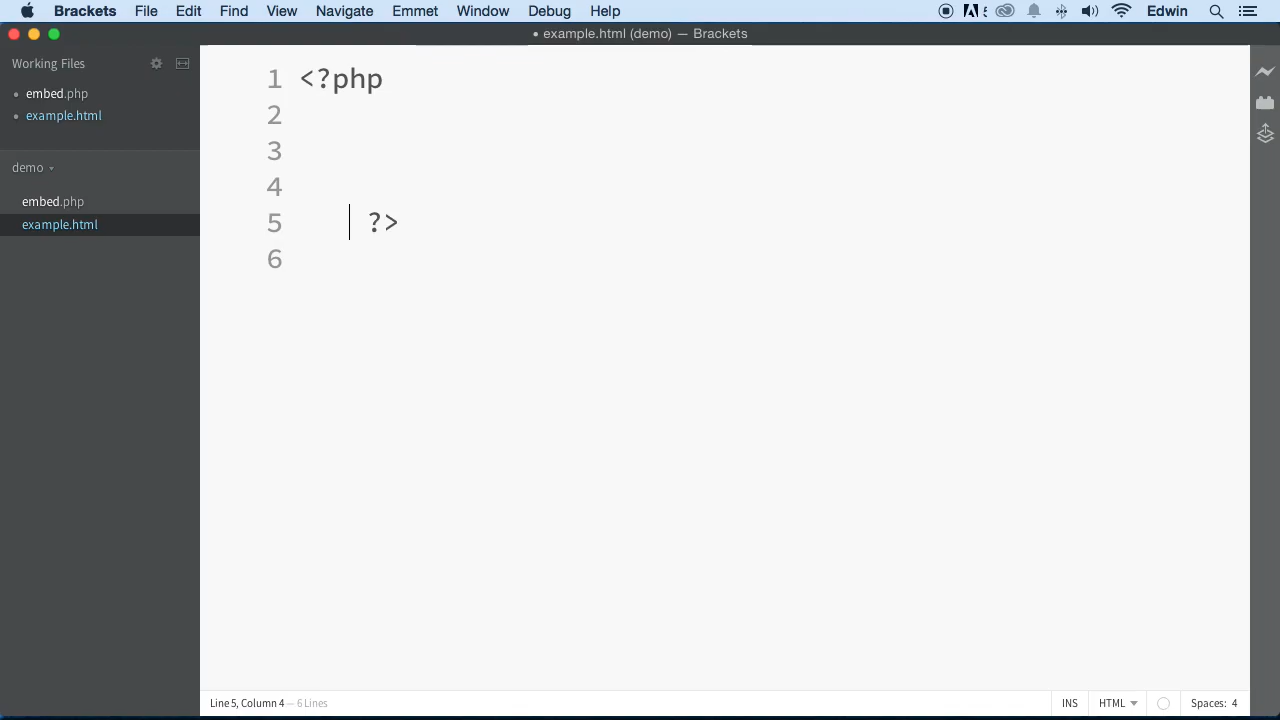 Brackets File Edit Find View Navigate Emmet Window Debug Help Edwin
• example.html (demo) — Brackets
Working Files
embed.php
example.html
demo
embed.php
example.html
1 <?php
2
3
4
5 ?>
6
Line 5, Column 4 — 6 Lines INS HTML Spaces: 4